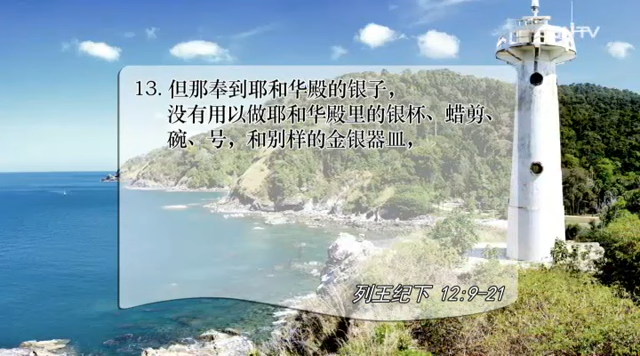 13. 但那奉到耶和华殿的银子，
没有用以做耶和华殿里的银杯、蜡剪、
碗、号，和别样的金银器皿，
列王纪下 12:9-21